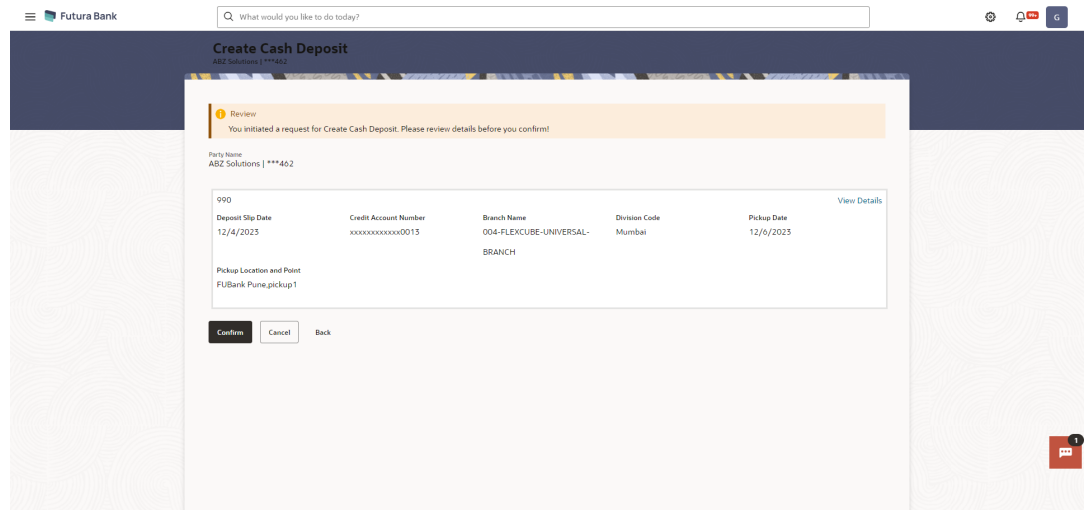 Futura Bank
What would you like to do today?
99+
G
Create Cash Deposit
ABZ Solutions | ***462
Review
You initiated a request for Create Cash Deposit. Please review details before you confirm!
Party Name
ABZ Solutions | ***462
990
View Details
Deposit Slip Date Credit Account Number Branch Name Division Code Pickup Date
12/4/2023 xxxxxxxxxxxx0013 004-FLEXCUBE-UNIVERSAL- Mumbai 12/6/2023
BRANCH
Pickup Location and Point
FUBank Pune,pickup1
Confirm Cancel Back
1